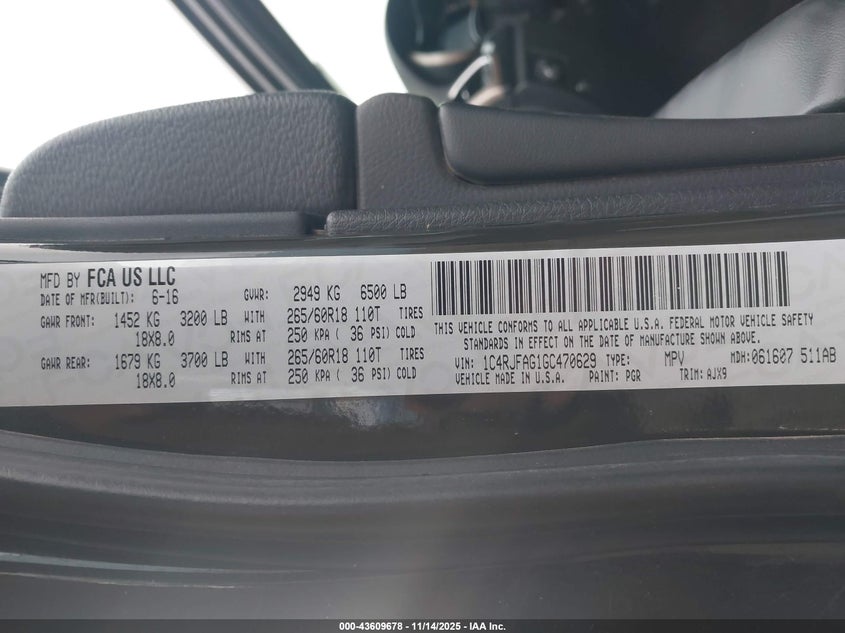 MFD BY FCA US LLC
DATE OF MFR(BUILT): 6-16 GVWR: 2949 KG 6500 LB
GAWR FRONT: 1452 KG 3200 LB WITH 265/60R18 110T TIRES
18X8.0 RIMS AT 250 KPA ( 36 PSI) COLD
GAWR REAR: 1679 KG 3700 LB WITH 265/60R18 110T TIRES
18X8.0 RIMS AT 250 KPA ( 36 PSI) COLD
THIS VEHICLE CONFORMS TO ALL APPLICABLE U.S.A. FEDERAL MOTOR VEHICLE SAFETY
STANDARDS IN EFFECT ON THE DATE OF MANUFACTURE SHOWN ABOVE.
VIN: 1C4RJFAG1GC470629 TYPE: MPV MDH: 061607 511AB
VEHICLE MADE IN U.S.A. PAINT: PGR TRIM: AJX9
000-43609678 - 11/14/2025 - IAA Inc.